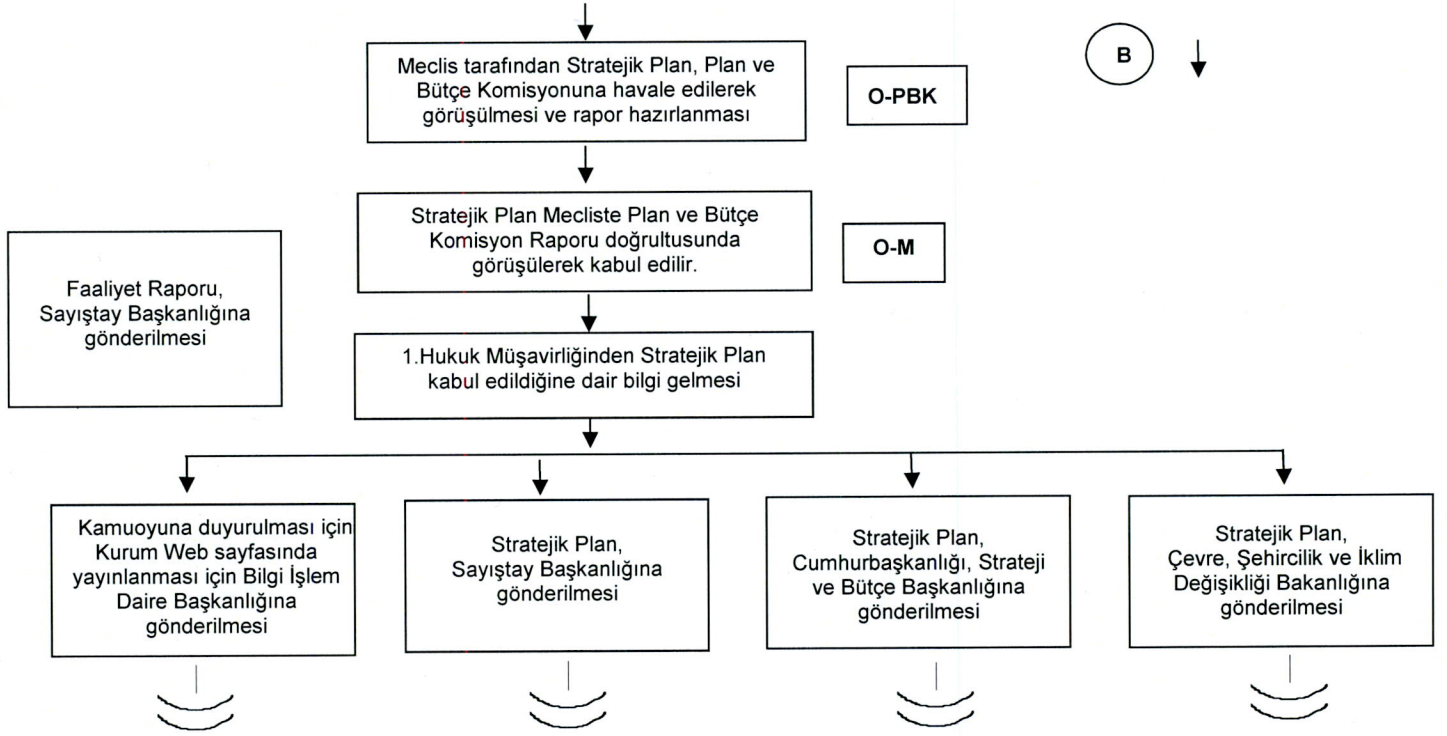 Meclis tarafından Stratejik Plan, Plan ve
Bütçe Komisyonuna havale edilerek
görüşülmesi ve rapor hazırlanması
O-PBK
B
Stratejik Plan Mecliste Plan ve Bütçe
Komisyon Raporu doğrultusunda
görüşülerek kabul edilir.
O-M
Faaliyet Raporu,
Sayıştay Başkanlığına
gönderilmesi
1.Hukuk Müşavirliğinden Stratejik Plan
kabul edildiğine dair bilgi gelmesi
Kamuoyuna duyurulması için
Kurum Web sayfasında
yayınlanması için Bilgi İşlem
Daire Başkanlığına
gönderilmesi
Stratejik Plan,
Sayıştay Başkanlığına
gönderilmesi
Stratejik Plan,
Cumhurbaşkanlığı, Strateji
ve Bütçe Başkanlığına
gönderilmesi
Stratejik Plan,
Çevre, Şehircilik ve İklim
Değişikliği Bakanlığına
gönderilmesi